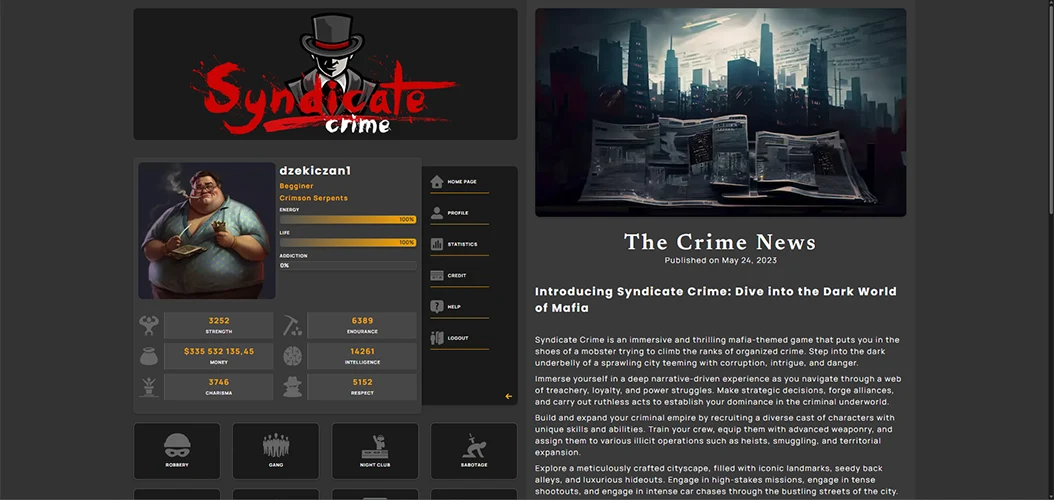 Syndicate
crime
dzekiczan1
Begginer
Crimson Serpents
ENERGY
100%
LIFE
100%
ADDICTION
0%
3252
STRENGTH
6389
ENDURANCE
$335 532 135,45
MONEY
14261
INTELLIGENCE
3746
CHARISMA
5152
RESPECT
HOME PAGE
PROFILE
STATISTICS
CREDIT
HELP
LOGOUT
ROBBERY
GANG
NIGHT CLUB
SABOTAGE
The Crime News
Published on May 24, 2023
Introducing Syndicate Crime: Dive into the Dark World
of Mafia
Syndicate Crime is an immersive and thrilling mafia-themed game that puts you in the
shoes of a mobster trying to climb the ranks of organized crime. Step into the dark
underbelly of a sprawling city teeming with corruption, intrigue, and danger.
Immerse yourself in a deep narrative-driven experience as you navigate through a web
of treachery, loyalty, and power struggles. Make strategic decisions, forge alliances,
and carry out ruthless acts to establish your dominance in the criminal underworld.
Build and expand your criminal empire by recruiting a diverse cast of characters with
unique skills and abilities. Train your crew, equip them with advanced weaponry, and
assign them to various illicit operations such as heists, smuggling, and territorial
expansion.
Explore a meticulously crafted cityscape, filled with iconic landmarks, seedy back
alleys, and luxurious hideouts. Engage in high-stakes missions, engage in tense
shootouts, and engage in intense car chases through the bustling streets of the city.